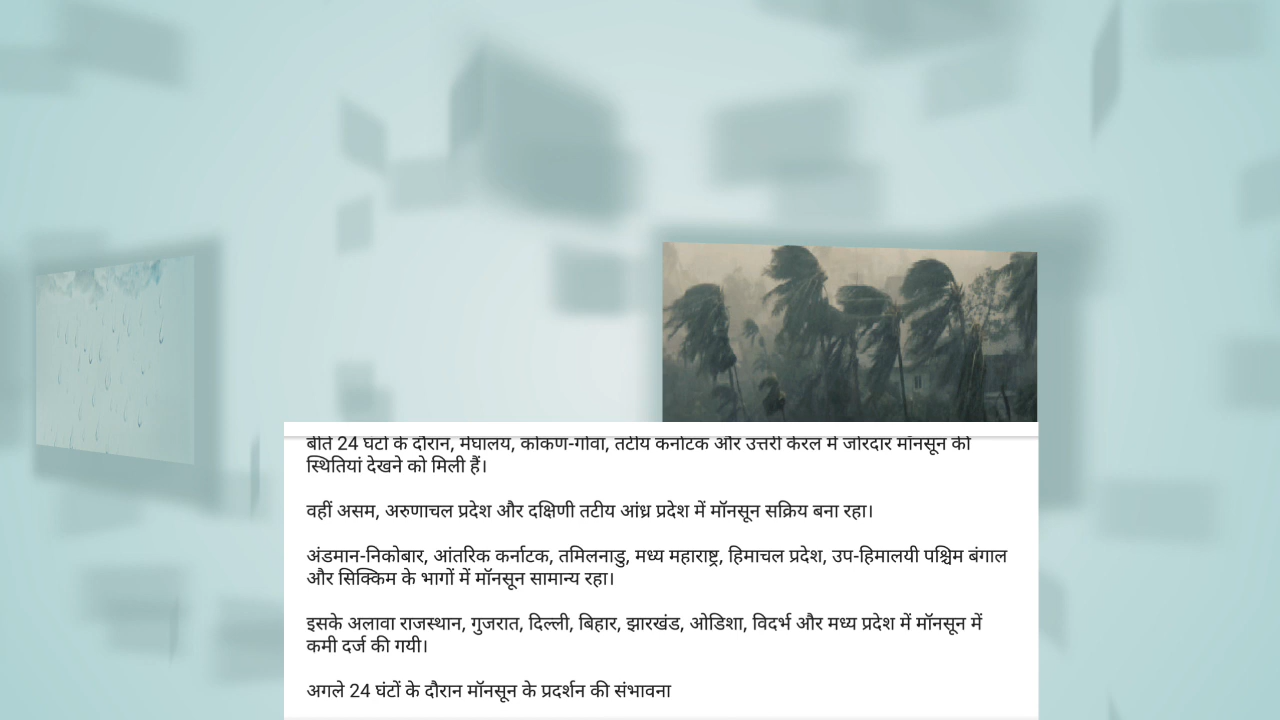 बीते 24 घंटों के दौरान, मेघालय, कोंकण-गोवा, तटीय कर्नाटक और उत्तरी केरल में जोरदार मॉनसून की
स्थितियां देखने को मिली हैं।
वहीं असम, अरुणाचल प्रदेश और दक्षिणी तटीय आंध्र प्रदेश में मॉनसून सक्रिय बना रहा।
अंडमान-निकोबार, आंतरिक कर्नाटक, तमिलनाडु, मध्य महाराष्ट्र, हिमाचल प्रदेश, उप-हिमालयी पश्चिम बंगाल
और सिक्किम के भागों में मॉनसून सामान्य रहा।
इसके अलावा राजस्थान, गुजरात, दिल्ली, बिहार, झारखंड, ओडिशा, विदर्भ और मध्य प्रदेश में मॉनसून में
कमी दर्ज की गयी।
अगले 24 घंटों के दौरान मॉनसून के प्रदर्शन की संभावना